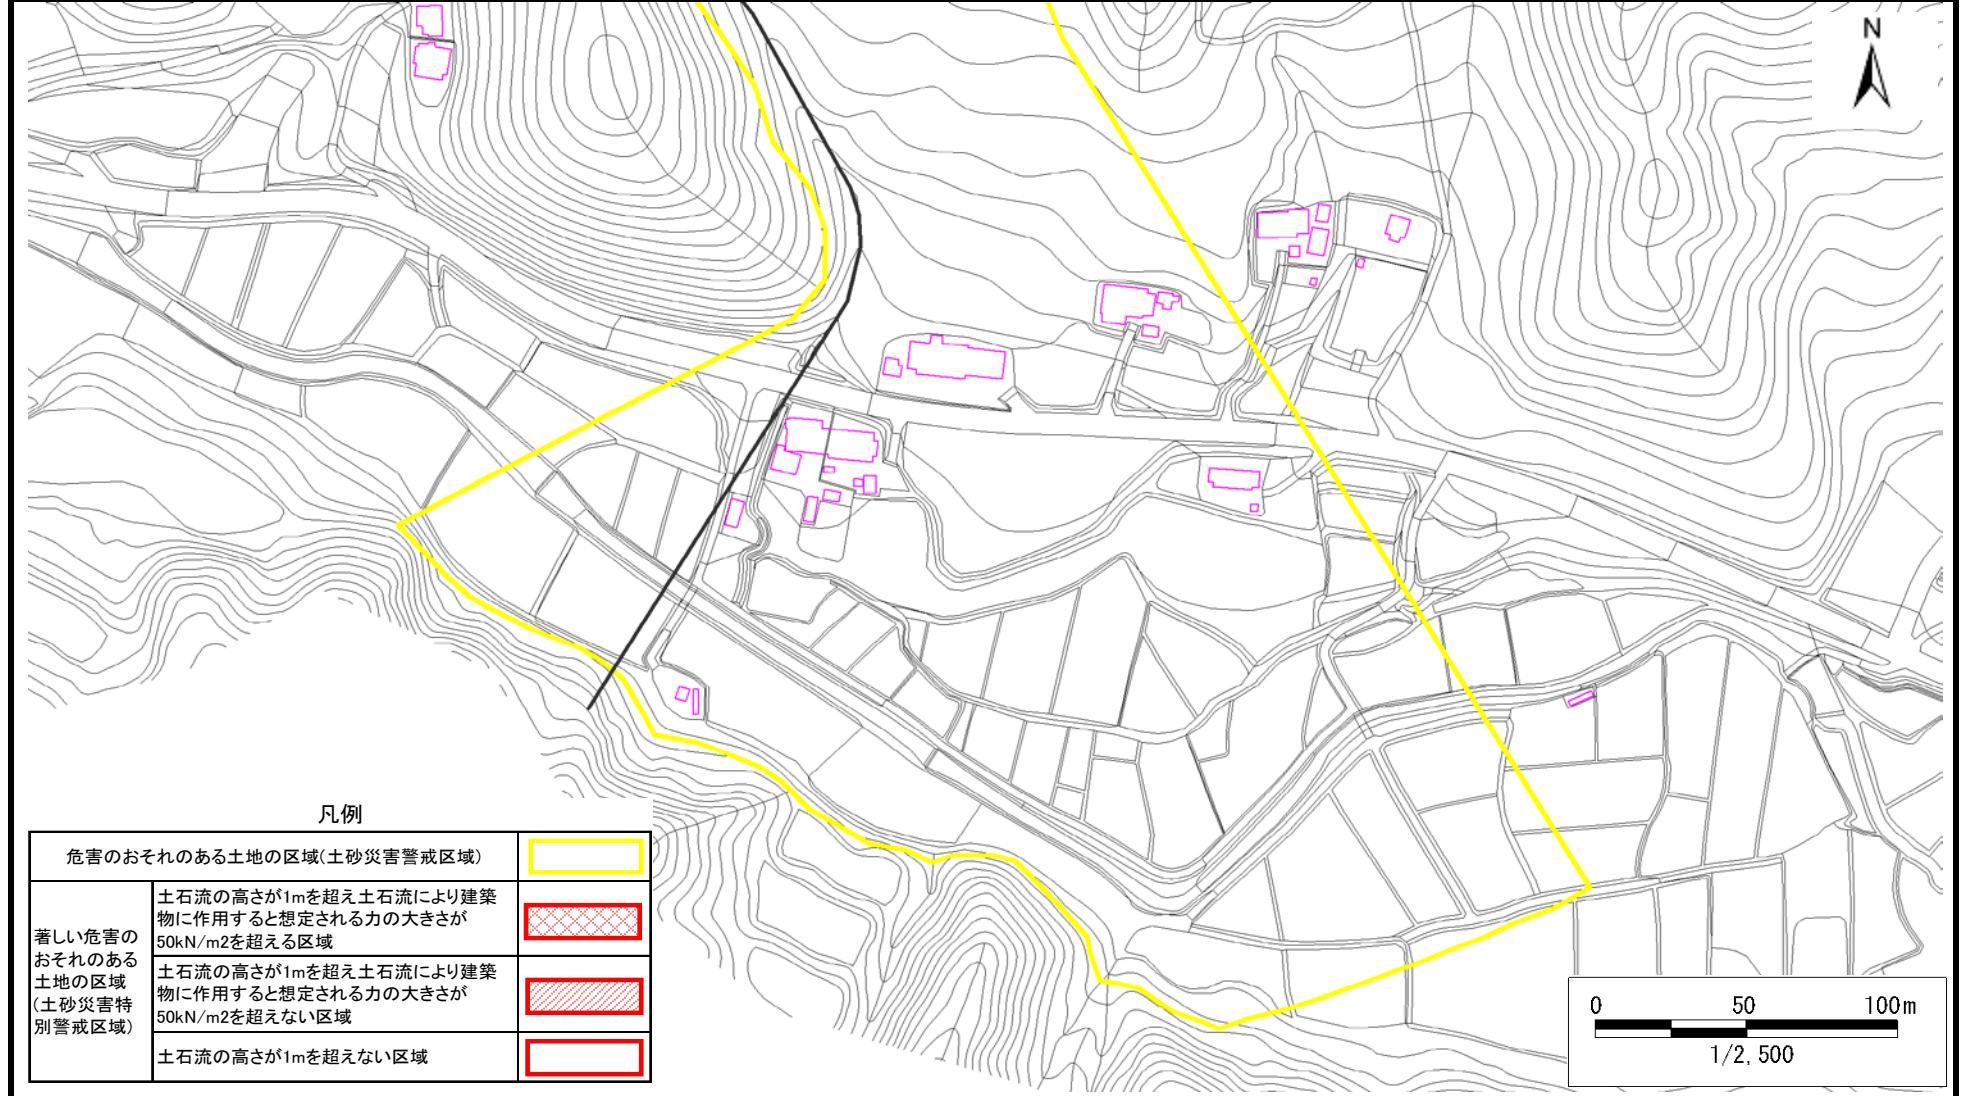 N
凡例
危害のおそれのある土地の区域(土砂災害警戒区域)
著しい危害の
おそれのある
土地の区域
(土砂災害特
別警戒区域)
土石流の高さが1mを超え土石流により建築
物に作用すると想定される力の大きさが
50kN/m2を超える区域
土石流の高さが1mを超え土石流により建築
物に作用すると想定される力の大きさが
50kN/m2を超えない区域
土石流の高さが1mを超えない区域
0 50 100m
1/2,500